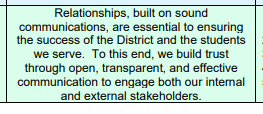 Relationships, built on sound
communications, are essential to ensuring
the success of the District and the students
we serve.  To this end, we build trust
through open, transparent, and effective
communication to engage both our internal
and external stakeholders.